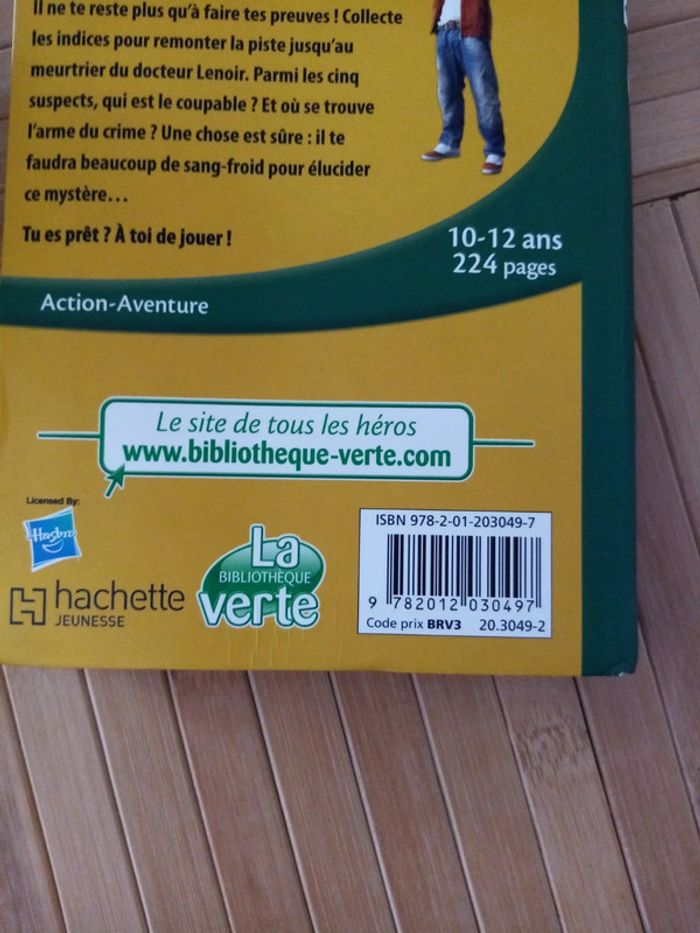 Il ne te reste plus qu'à faire tes preuves ! Collecte
les indices pour remonter la piste jusqu'au
meurtrier du docteur Lenoir. Parmi les cinq
suspects, qui est le coupable ? Et où se trouve
l'arme du crime ? Une chose est sûre : il te
faudra beaucoup de sang-froid pour élucider
ce mystère...
Tu es prêt ? À toi de jouer !
10-12 ans
224 pages
Action-Aventure
Le site de tous les héros
www.bibliotheque-verte.com
Licensed By:
Hasbro
hachette
JEUNESSE
La
BIBLIOTHÈQUE
verte
ISBN 978-2-01-203049-7
9 782012 030497
Code prix BRV3 20.3049-2